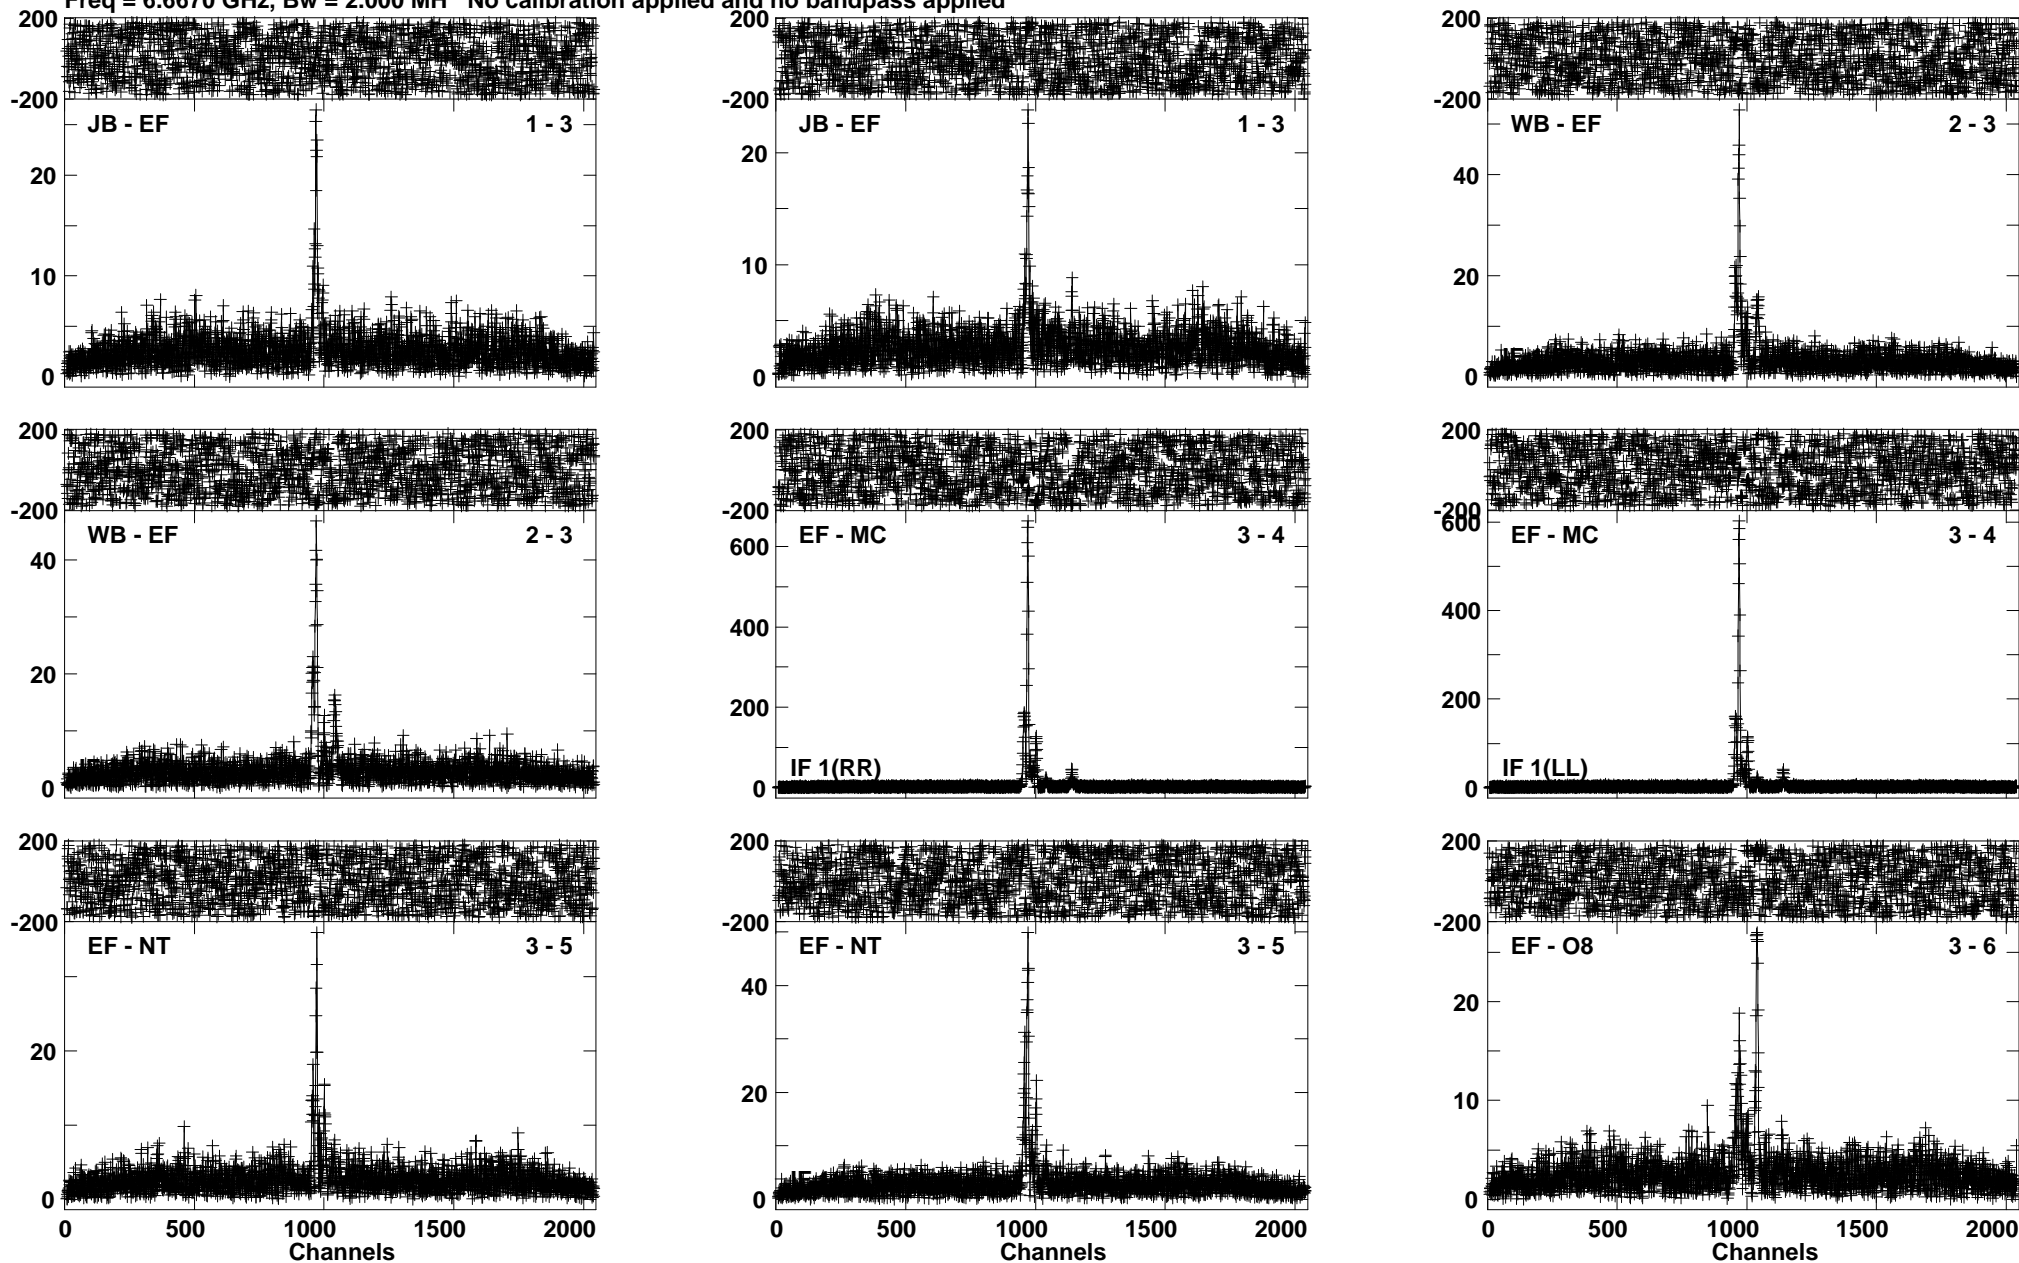 Freq = 6.6670 GHz, Bw = 2.000 MH No calibration applied and no bandpass applied
200 200 200
-200 -200 -200
JB - EF 1 - 3 JB - EF 1 - 3 WB - EF 2 - 3
20 20 40
10 10 20
0 0 0
200 200 200
-200 -200 -200
WB - EF 2 - 3 EF - MC 3 - 4 EF - MC 3 - 4
40 600 600
20 400 400
200 200
IF 1(RR) IF 1(LL)
0 0 0
200 200 200
-200 -200 -200
EF - NT 3 - 5 EF - NT 3 - 5 EF - O8 3 - 6
20 40 20
20 10
IF
0 0 0
0 500 1000 1500 2000 0 500 1000 1500 2000 0 500 1000 1500 2000
Channels Channels Channels